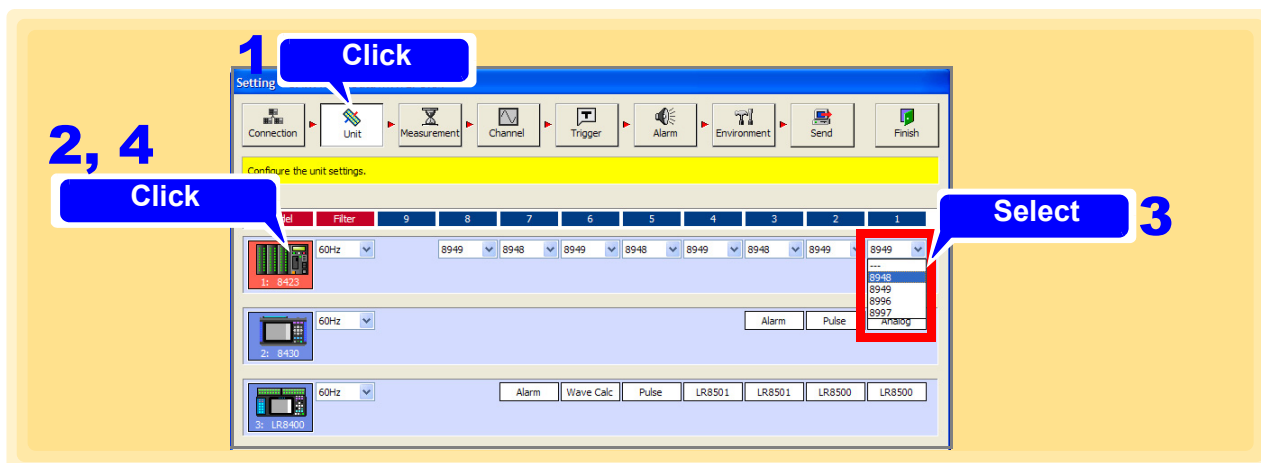 1 Click
Setting
Connection Unit Measurement Channel Trigger Alarm Environment Send Finish
2, 4
Configure the unit settings.
Click
Select 3
Filter 9 8 7 6 5 4 3 2 1
60Hz 8949 8948 8949 8948 8949 8948 8949 8949
---
8948
1: 8423
8949
8996
8997
60Hz Alarm Pulse Analog
2: 8430
60Hz Alarm Wave Calc Pulse LR8501 LR8501 LR8500 LR8500
3: LR8400